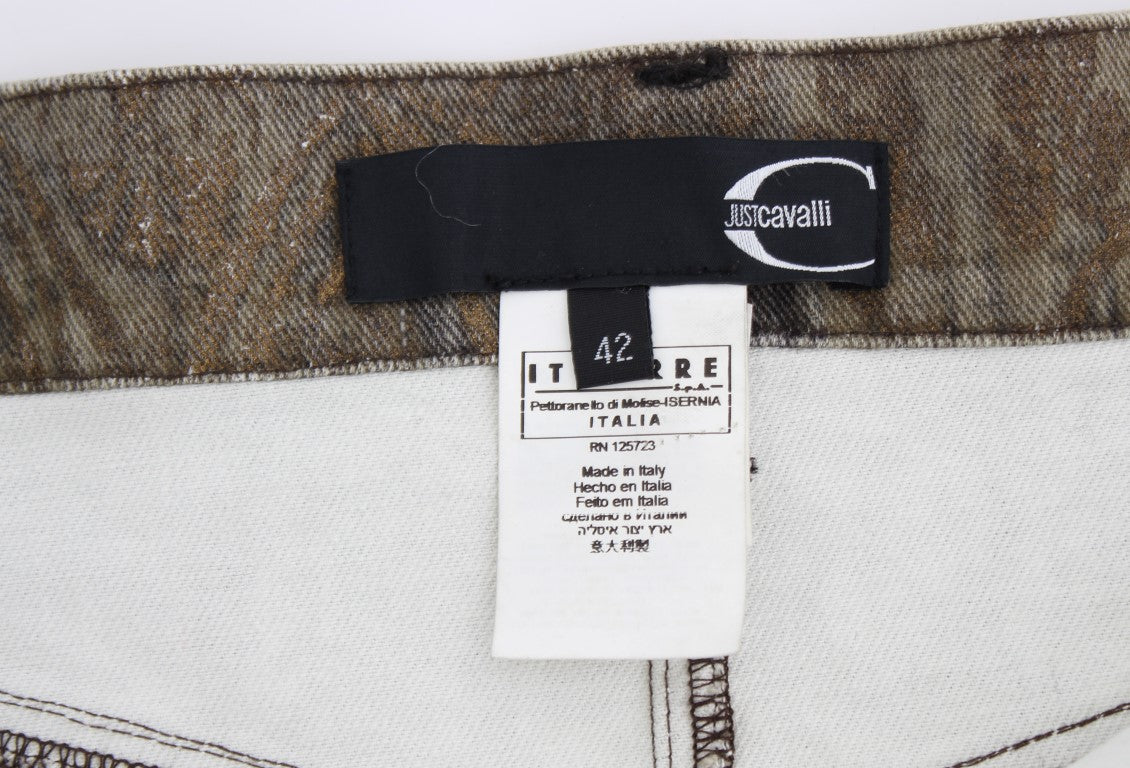 JUSTcavalli
42
IT RRE
S.p.A.
Pettoranello di Molise-ISERNIA
ITALIA
RN 125723
Made in Italy
Hecho en Italia
Feito em Italia
Сделано в Италии
ארץ יצור איטליה
意大利製